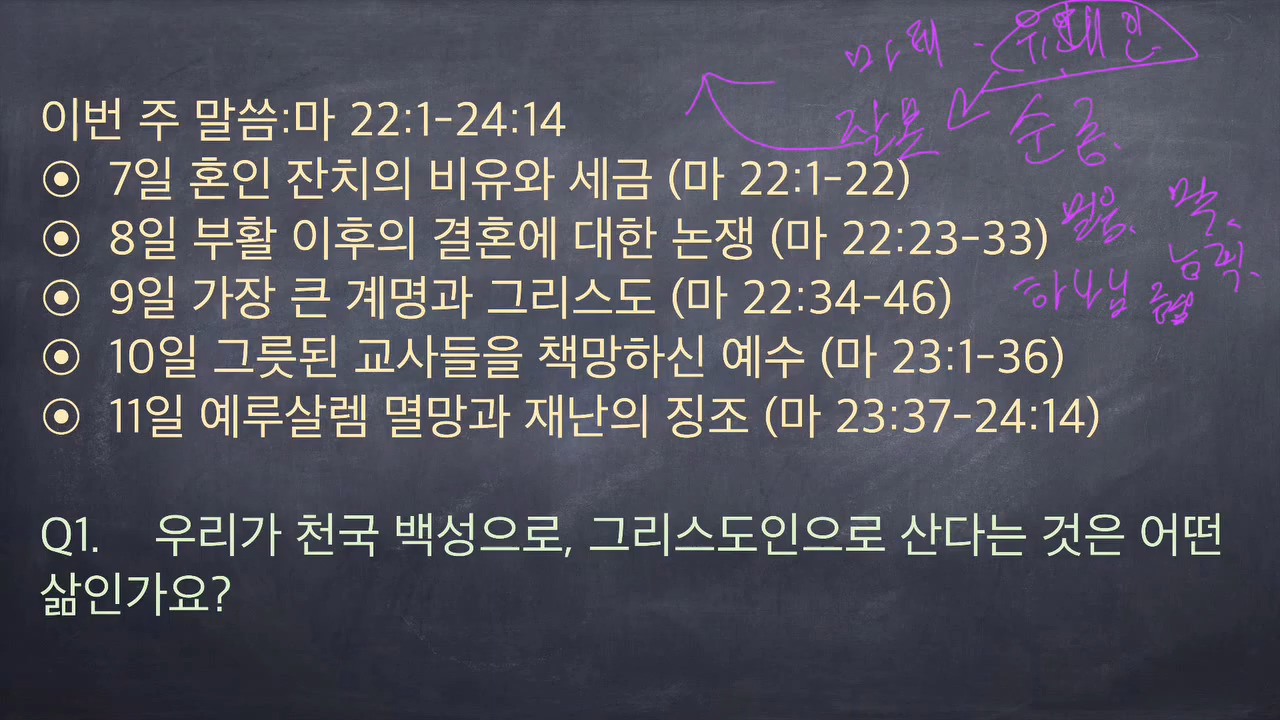 마태 - 유대인
이번 주 말씀:마 22:1-24:14
순종.
⦿ 7일 혼인 잔치의 비유와 세금 (마 22:1-22)
⦿ 8일 부활 이후의 결혼에 대한 논쟁 (마 22:23-33)
믿음.
⦿ 9일 가장 큰 계명과 그리스도 (마 22:34-46)
하나님
⦿ 10일 그릇된 교사들을 책망하신 예수 (마 23:1-36)
⦿ 11일 예루살렘 멸망과 재난의 징조 (마 23:37-24:14)
Q1. 우리가 천국 백성으로, 그리스도인으로 산다는 것은 어떤
삶인가요?